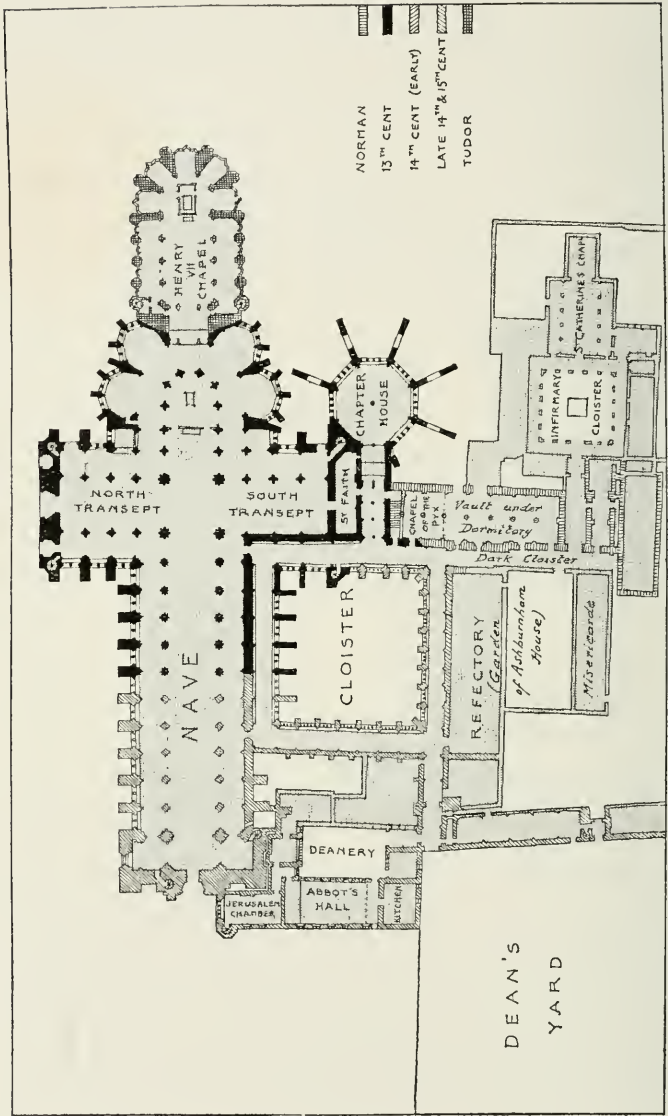 NORMAN
13TH CENT
14TH CENT (EARLY)
LATE 14TH & 15TH CENT
TUDOR
HENRY
VII
CHAPEL
NORTH
TRANSEPT
SOUTH
TRANSEPT
ST FAITH
CHAPTER
HOUSE
NAVE
CLOISTER
CHAPEL
OF THE
PYX
Vault under
Dormitory
Dark Cloister
INFIRMARY
CLOISTER
ST CATHERINE'S CHAP.
REFECTORY
(Garden
of Ashburnham
House)
Misericorde
DEANERY
JERUSALEM
CHAMBER
ABBOT'S
HALL
KITCHEN
DEAN'S
YARD